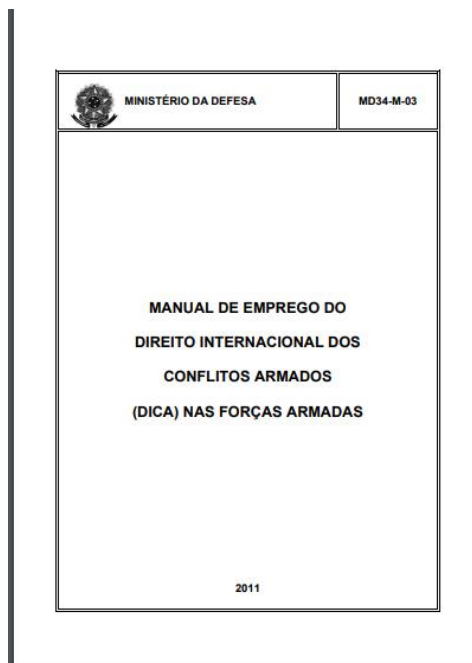 MINISTÉRIO DA DEFESA
MD34-M-03
MANUAL DE EMPREGO DO
DIREITO INTERNACIONAL DOS
CONFLITOS ARMADOS
(DICA) NAS FORÇAS ARMADAS
2011